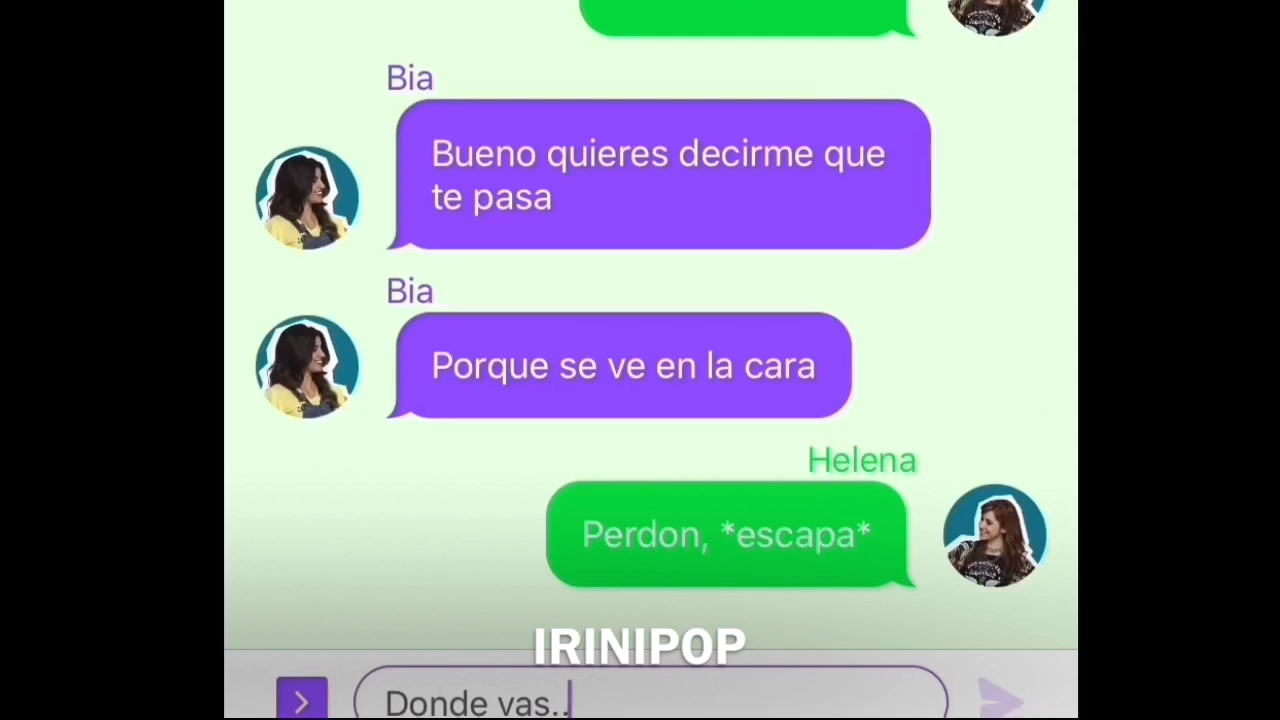 Bia
Bueno quieres decirme que
te pasa
Bia
Porque se ve en la cara
Helena
Perdon, *escapa*
IRINIPOP
Donde vas..